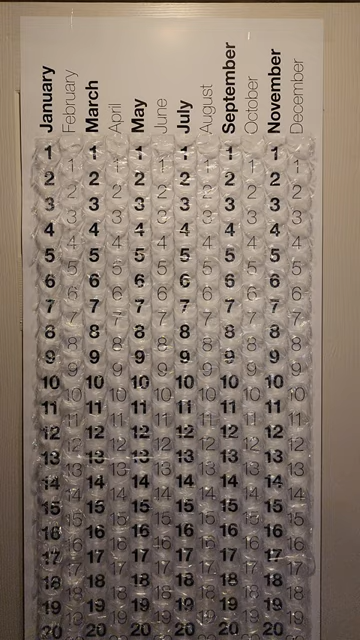 January February March April May June July August September October November December
1 1 1 1 1 1 1 1 1 1 1 1
2 2 2 2 2 2 2 2 2 2 2 2
3 3 3 3 3 3 3 3 3 3 3 3
4 4 4 4 4 4 4 4 4 4 4 4
5 5 5 5 5 5 5 5 5 5 5 5
6 6 6 6 6 6 6 6 6 6 6 6
7 7 7 7 7 7 7 7 7 7 7 7
8 8 8 8 8 8 8 8 8 8 8 8
9 9 9 9 9 9 9 9 9 9 9 9
10 10 10 10 10 10 10 10 10 10 10 10
11 11 11 11 11 11 11 11 11 11 11 11
12 12 12 12 12 12 12 12 12 12 12 12
13 13 13 13 13 13 13 13 13 13 13 13
14 14 14 14 14 14 14 14 14 14 14 14
15 15 15 15 15 15 15 15 15 15 15 15
16 16 16 16 16 16 16 16 16 16 16 16
17 17 17 17 17 17 17 17 17 17 17 17
18 18 18 18 18 18 18 18 18 18 18 18
19 19 19 19 19 19 19 19 19 19 19 19
20 20 20 20 20 20